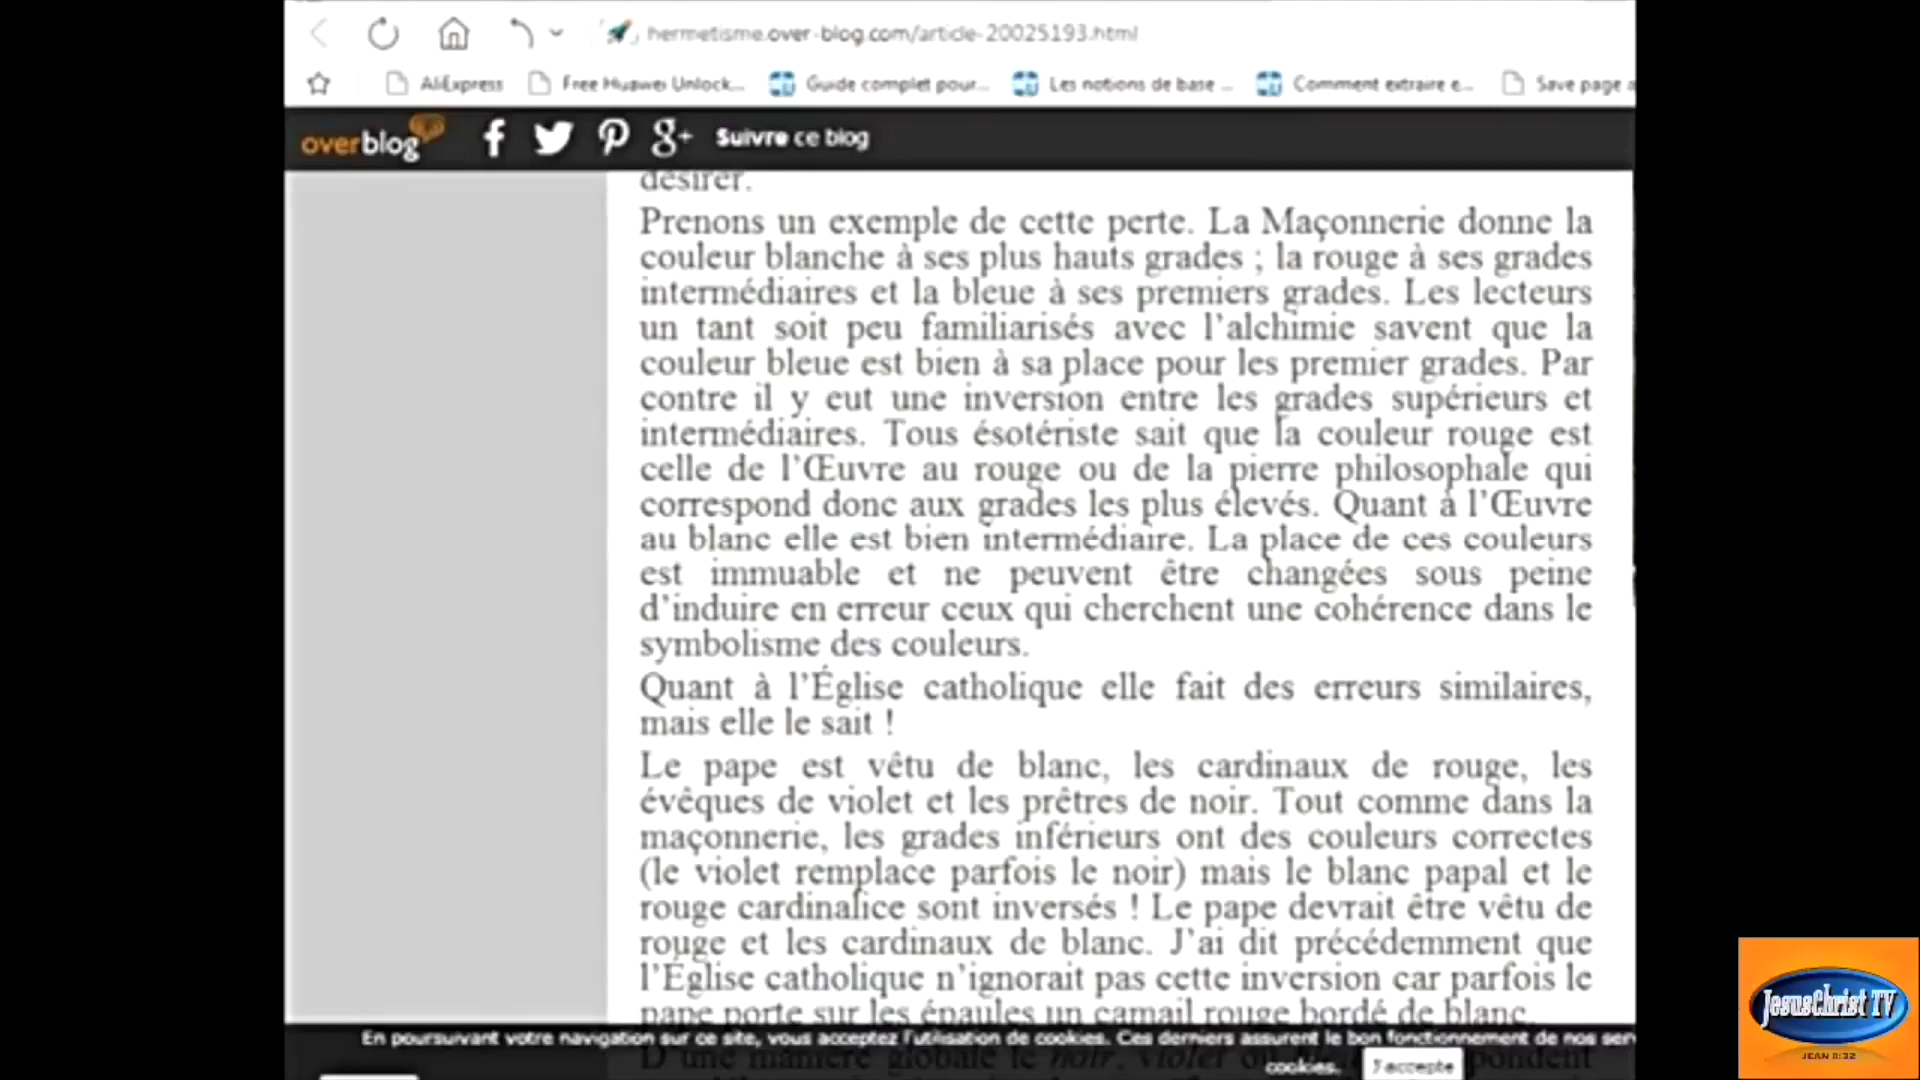 hermetisme.over-blog.com/article-20025193.html
AliExpress Free Huawei Unlock... Guide complet pour... Les notions de base ... Comment extraire e... Save page a
overblog Suivre ce blog
désirer.
Prenons un exemple de cette perte. La Maçonnerie donne la
couleur blanche à ses plus hauts grades ; la rouge à ses grades
intermédiaires et la bleue à ses premiers grades. Les lecteurs
un tant soit peu familiarisés avec l’alchimie savent que la
couleur bleue est bien à sa place pour les premier grades. Par
contre il y eut une inversion entre les grades supérieurs et
intermédiaires. Tous ésotériste sait que la couleur rouge est
celle de l’Œuvre au rouge ou de la pierre philosophale qui
correspond donc aux grades les plus élevés. Quant à l’Œuvre
au blanc elle est bien intermédiaire. La place de ces couleurs
est immuable et ne peuvent être changées sous peine
d’induire en erreur ceux qui cherchent une cohérence dans le
symbolisme des couleurs.
Quant à l’Église catholique elle fait des erreurs similaires,
mais elle le sait !
Le pape est vêtu de blanc, les cardinaux de rouge, les
évêques de violet et les prêtres de noir. Tout comme dans la
maçonnerie, les grades inférieurs ont des couleurs correctes
(le violet remplace parfois le noir) mais le blanc papal et le
rouge cardinalice sont inversés ! Le pape devrait être vêtu de
rouge et les cardinaux de blanc. J’ai dit précédemment que
l’Église catholique n’ignorait pas cette inversion car parfois le
pape porte sur les épaules un camail rouge bordé de blanc.
En poursuivant votre navigation sur ce site, vous acceptez l'utilisation de cookies. Ces derniers assurent le bon fonctionnement de nos ser
D’une manière globale le noir, violet
cookies. J'accepte
JesusChrist TV
JEAN 8:32